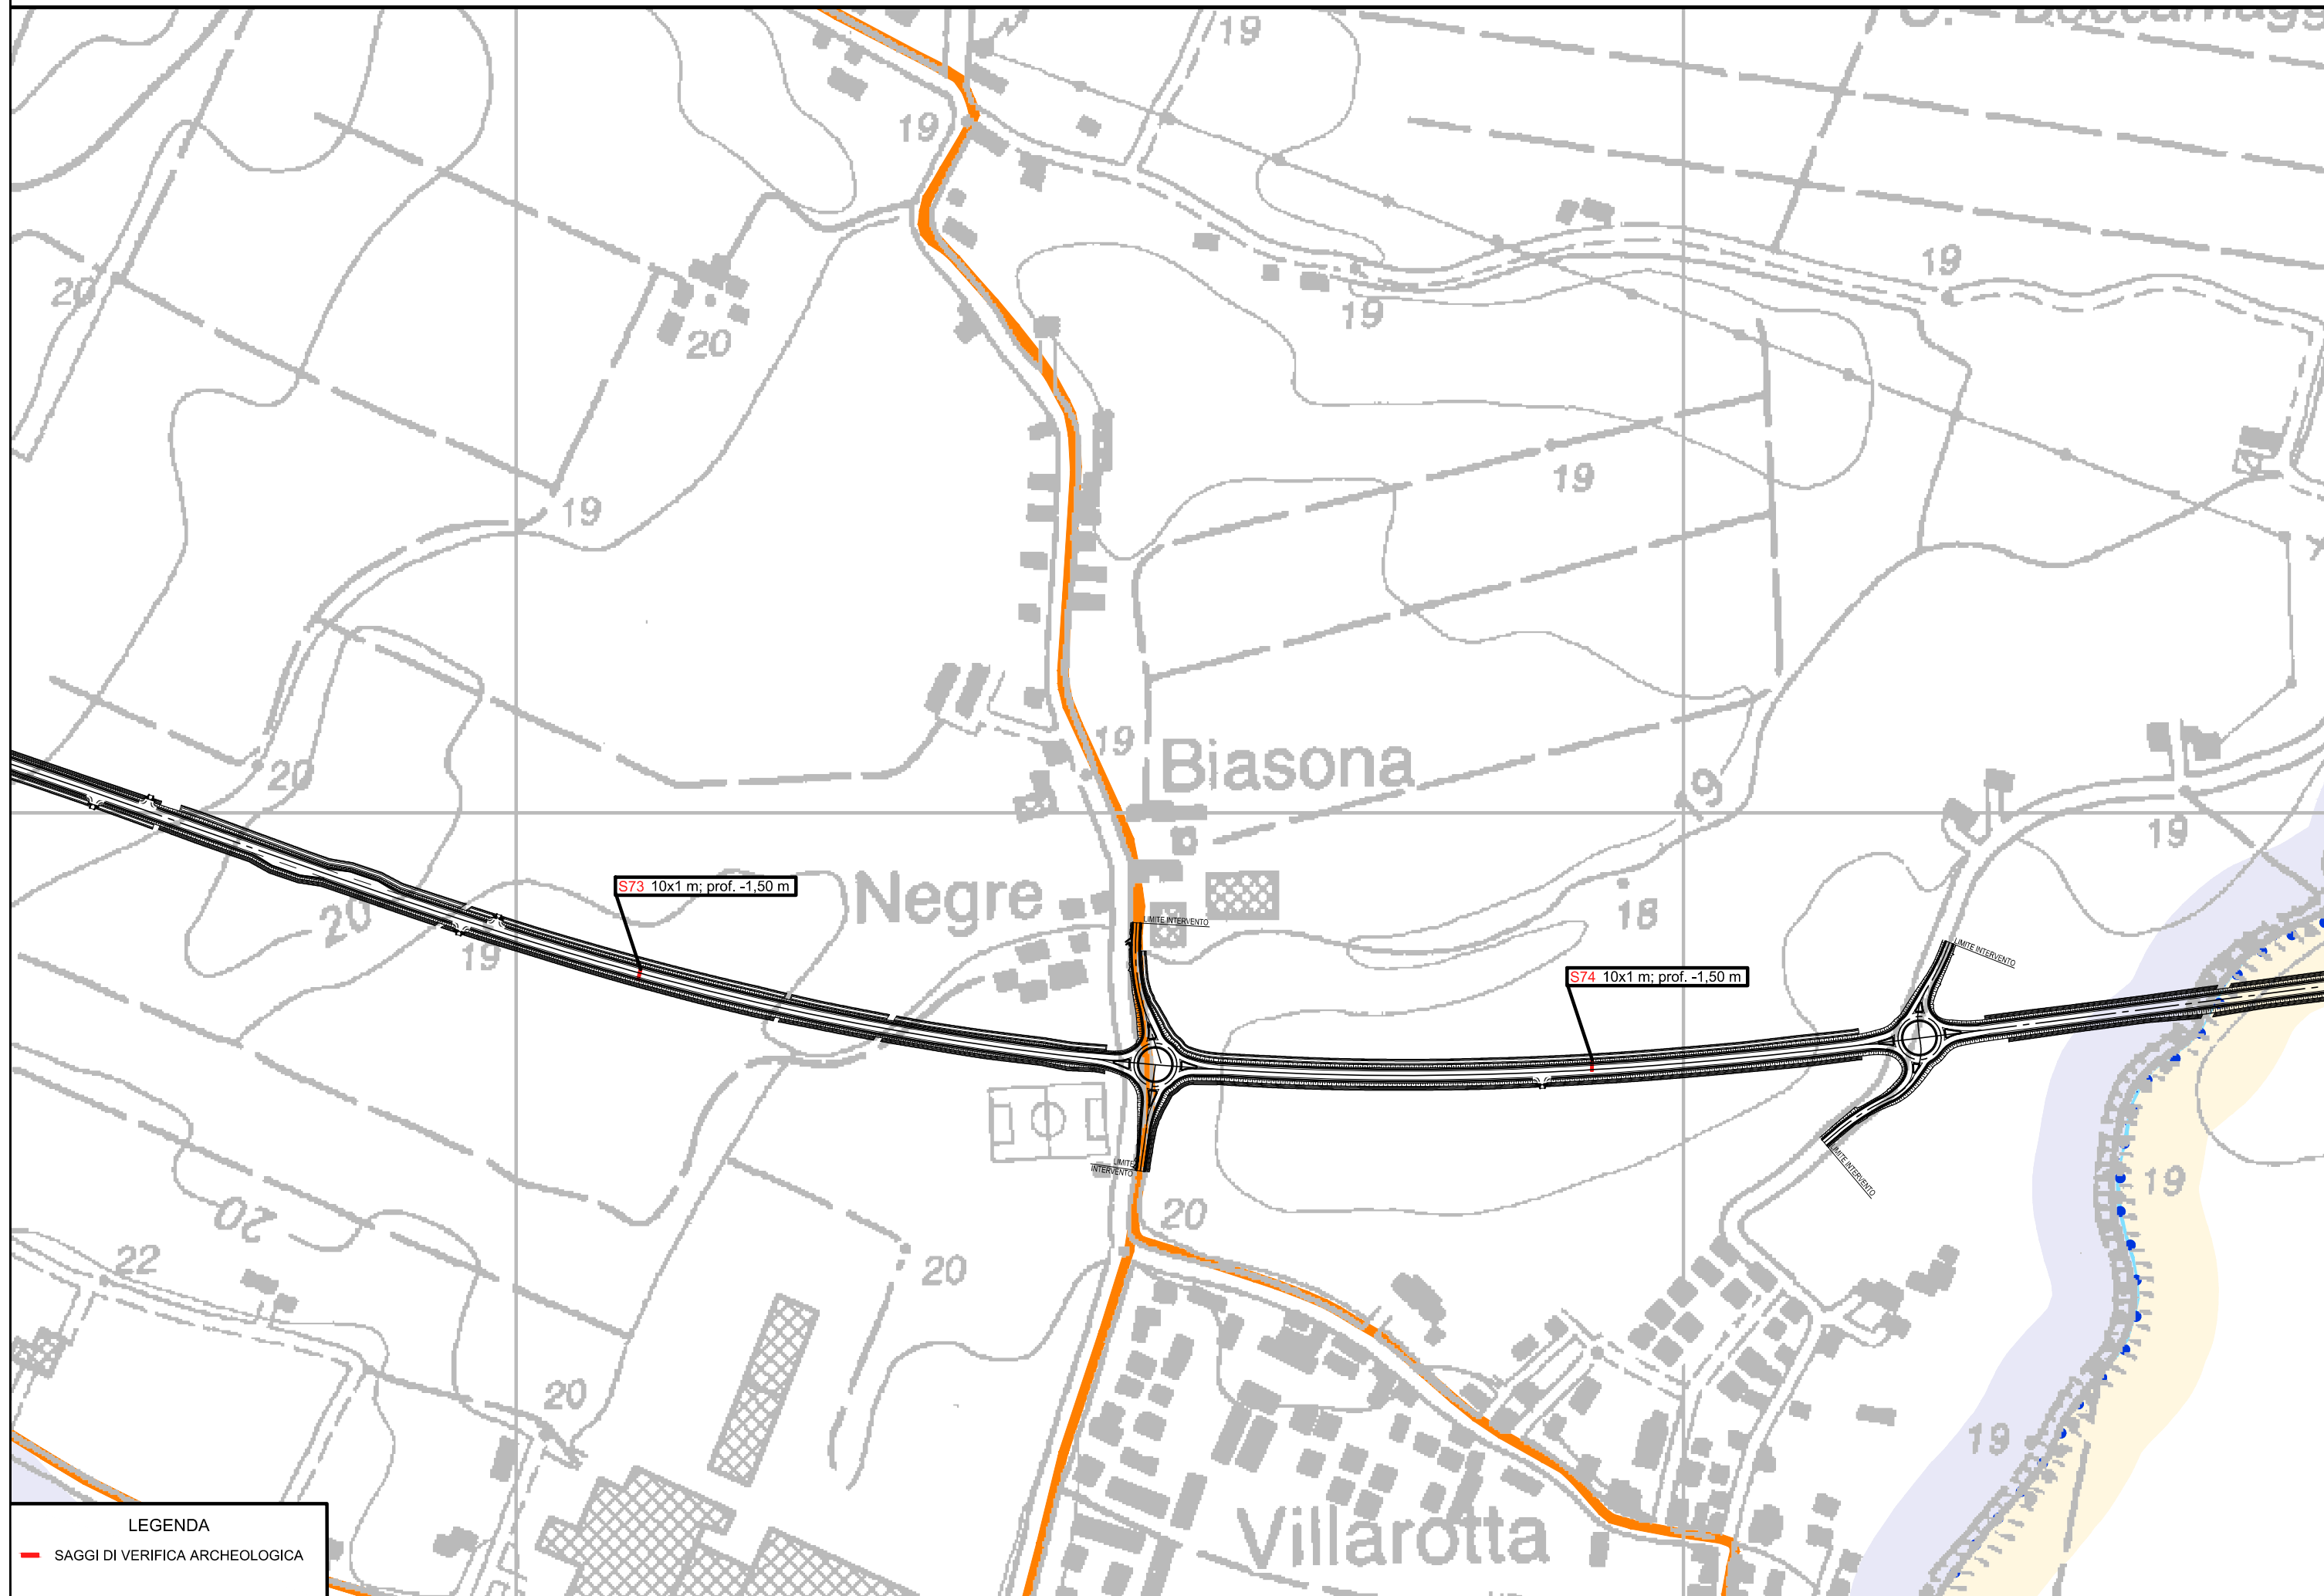 19
19
20
20
19
19
19
19
19
Biasona
20
19
19
S73 10x1 m; prof. -1,50 m
Negre
20
19
18
LIMITE INTERVENTO
LIMITE INTERVENTO
S74 10x1 m; prof. -1,50 m
LIMITE
INTERVENTO
LIMITE INTERVENTO
19
20
20
22
20
20
19
Villarotta
LEGENDA
SAGGI DI VERIFICA ARCHEOLOGICA